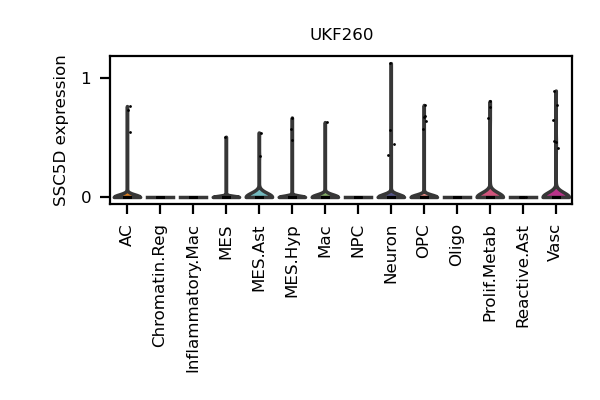 UKF260
SSC5D expression
1
0
AC
Chromatin.Reg
Inflammatory.Mac
MES
MES.Ast
MES.Hyp
Mac
NPC
Neuron
OPC
Oligo
Prolif.Metab
Reactive.Ast
Vasc